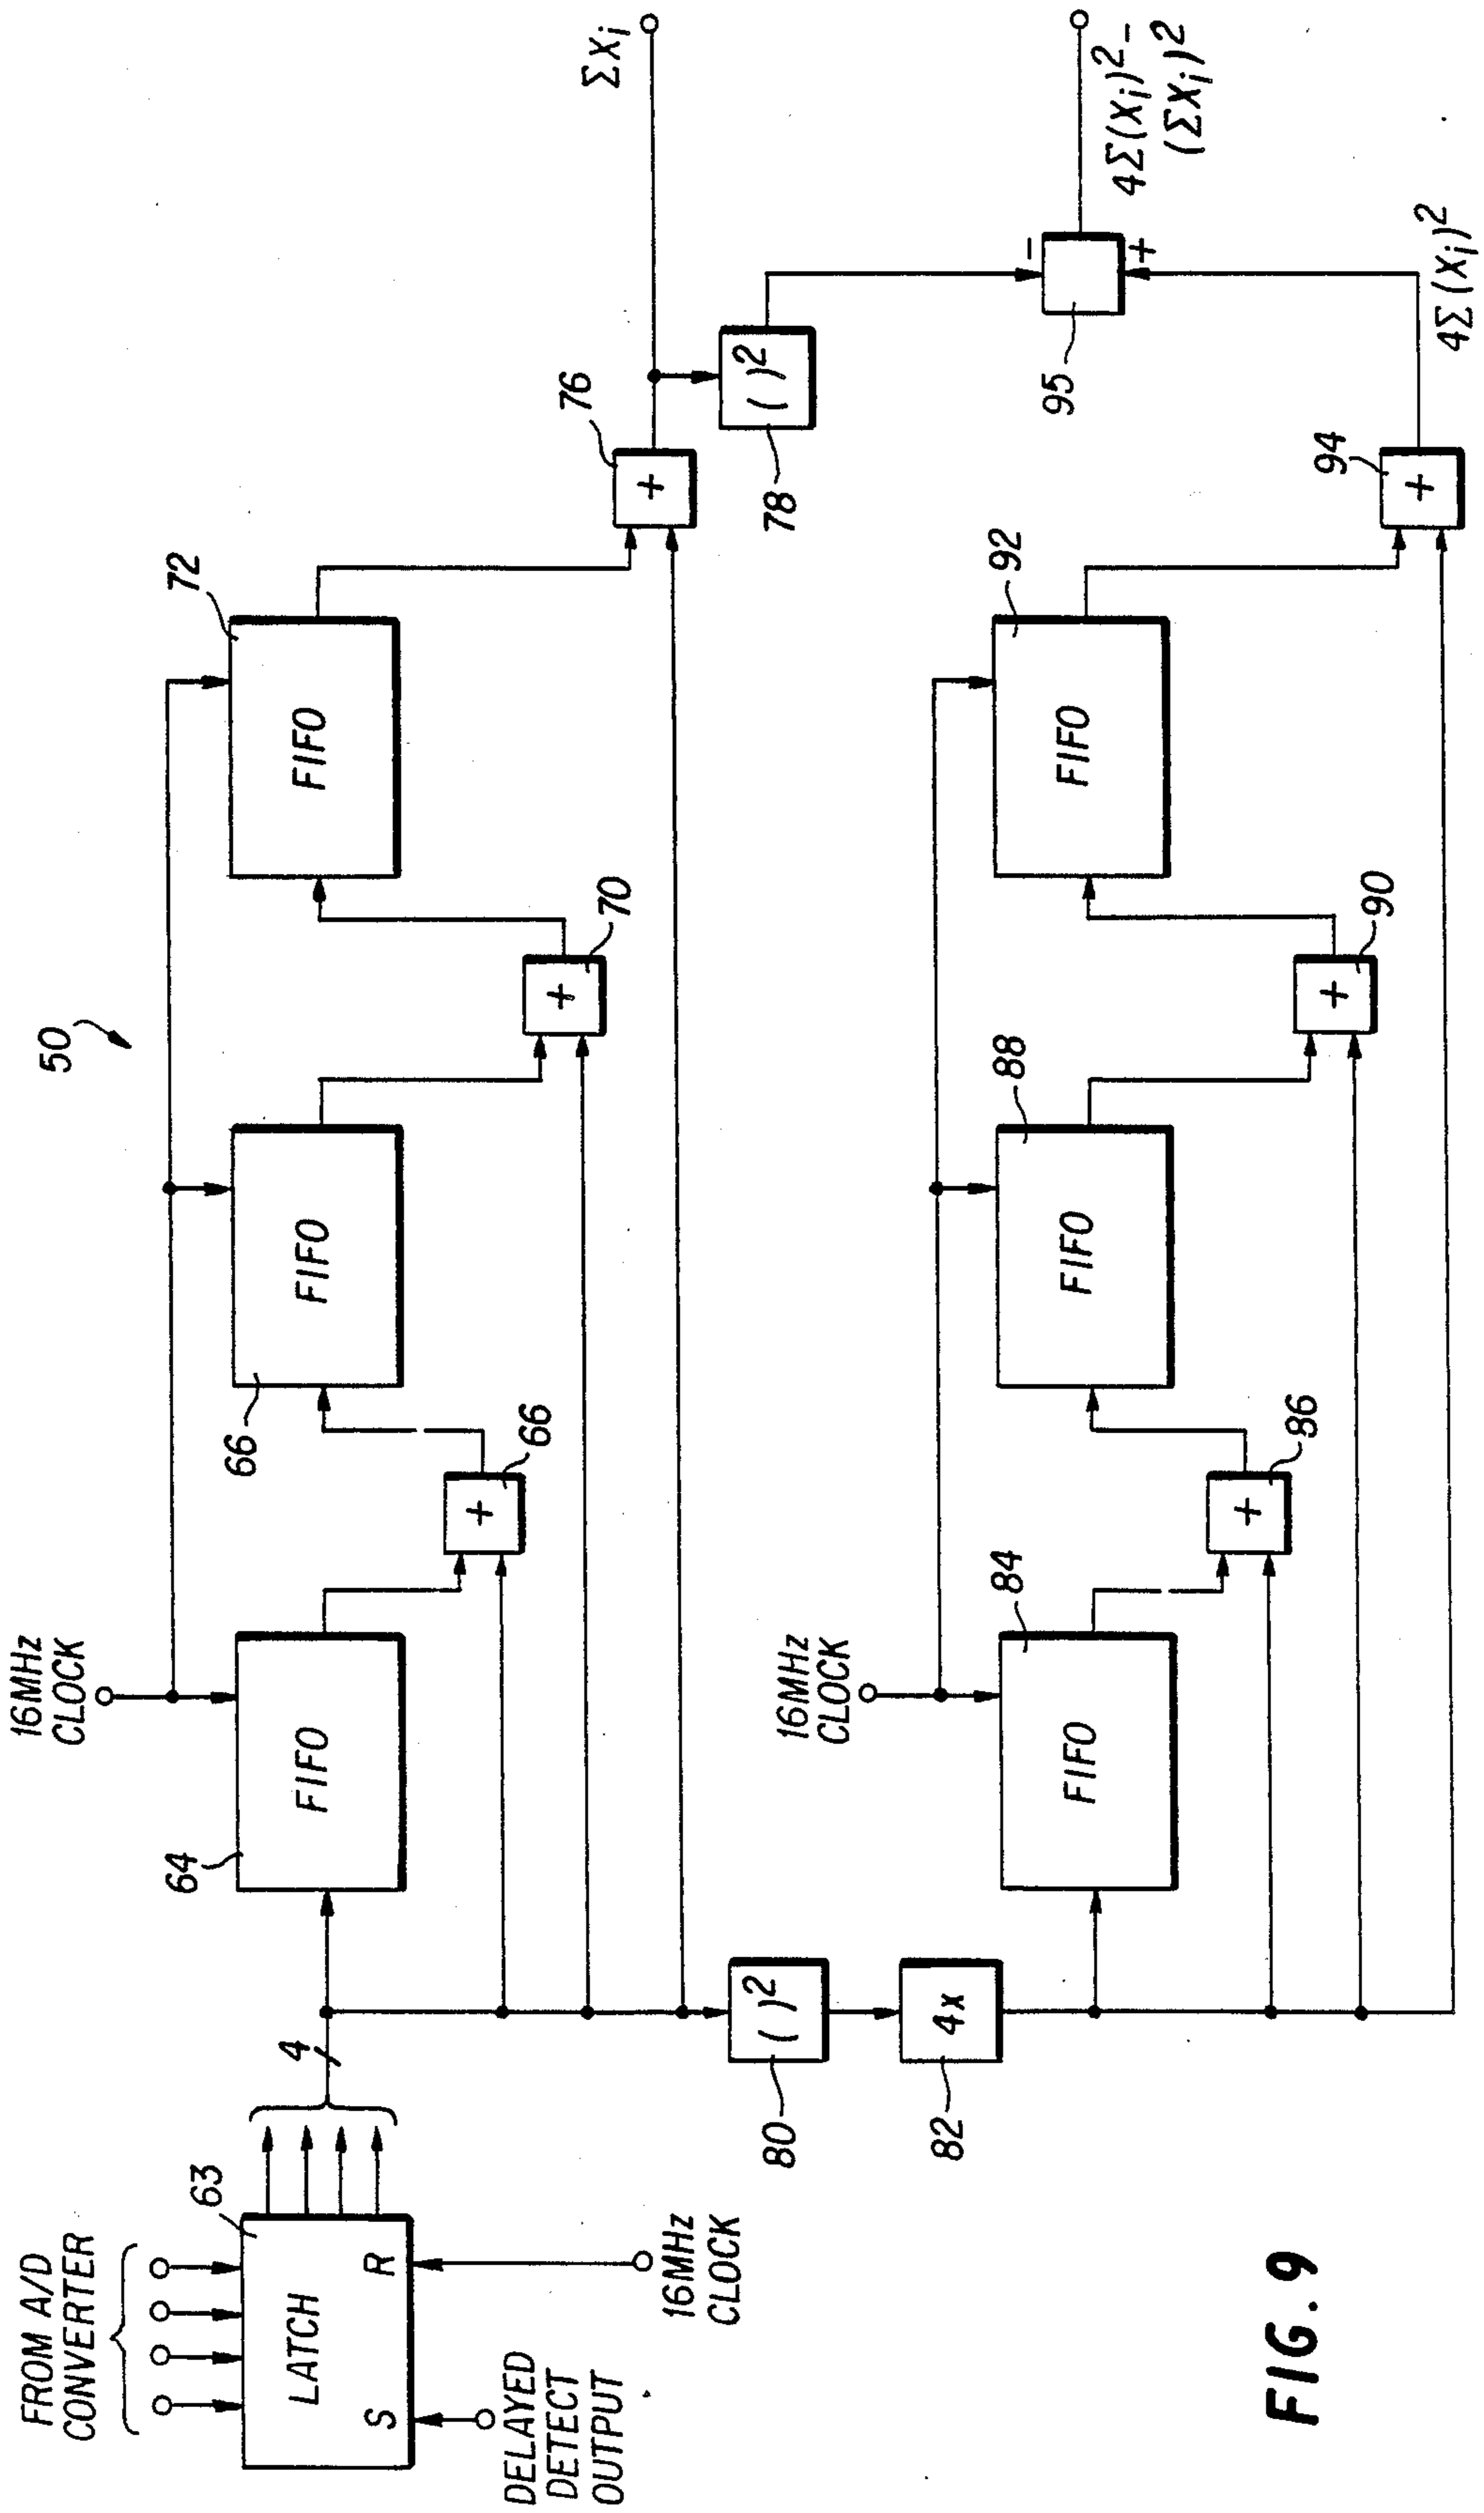 50
FROM A/D
CONVERTER
63
LATCH
S
R
DELAYED
DETECT
OUTPUT
16MHz
CLOCK
4
16MHz
CLOCK
64
FIFO
66
+
66
FIFO
70
+
72
FIFO
76
+
ΣXi
78
( )²
80
( )²
82
4x
16MHz
CLOCK
84
FIFO
86
+
88
FIFO
90
+
92
FIFO
94
+
4Σ(Xi)²
95
−
+
4Σ(Xi)²−
(ΣXi)²
FIG. 9